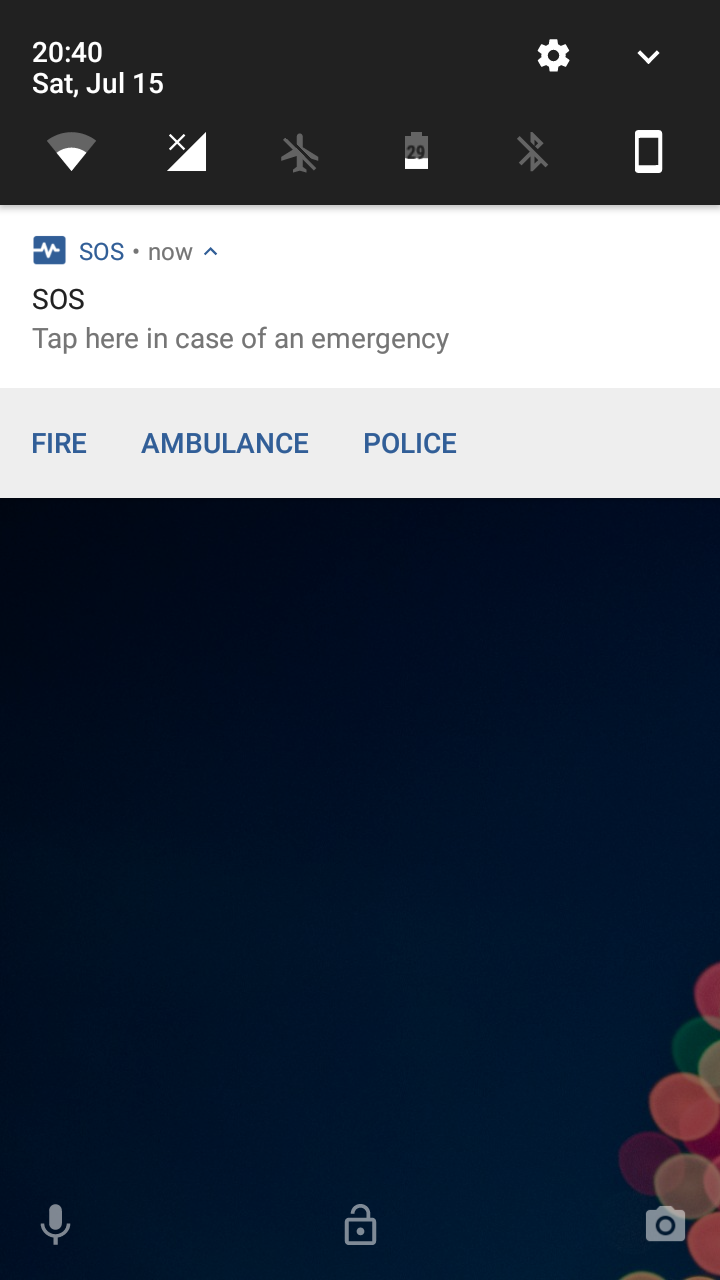 20:40
Sat, Jul 15
29
SOS • now
SOS
Tap here in case of an emergency
FIRE AMBULANCE POLICE